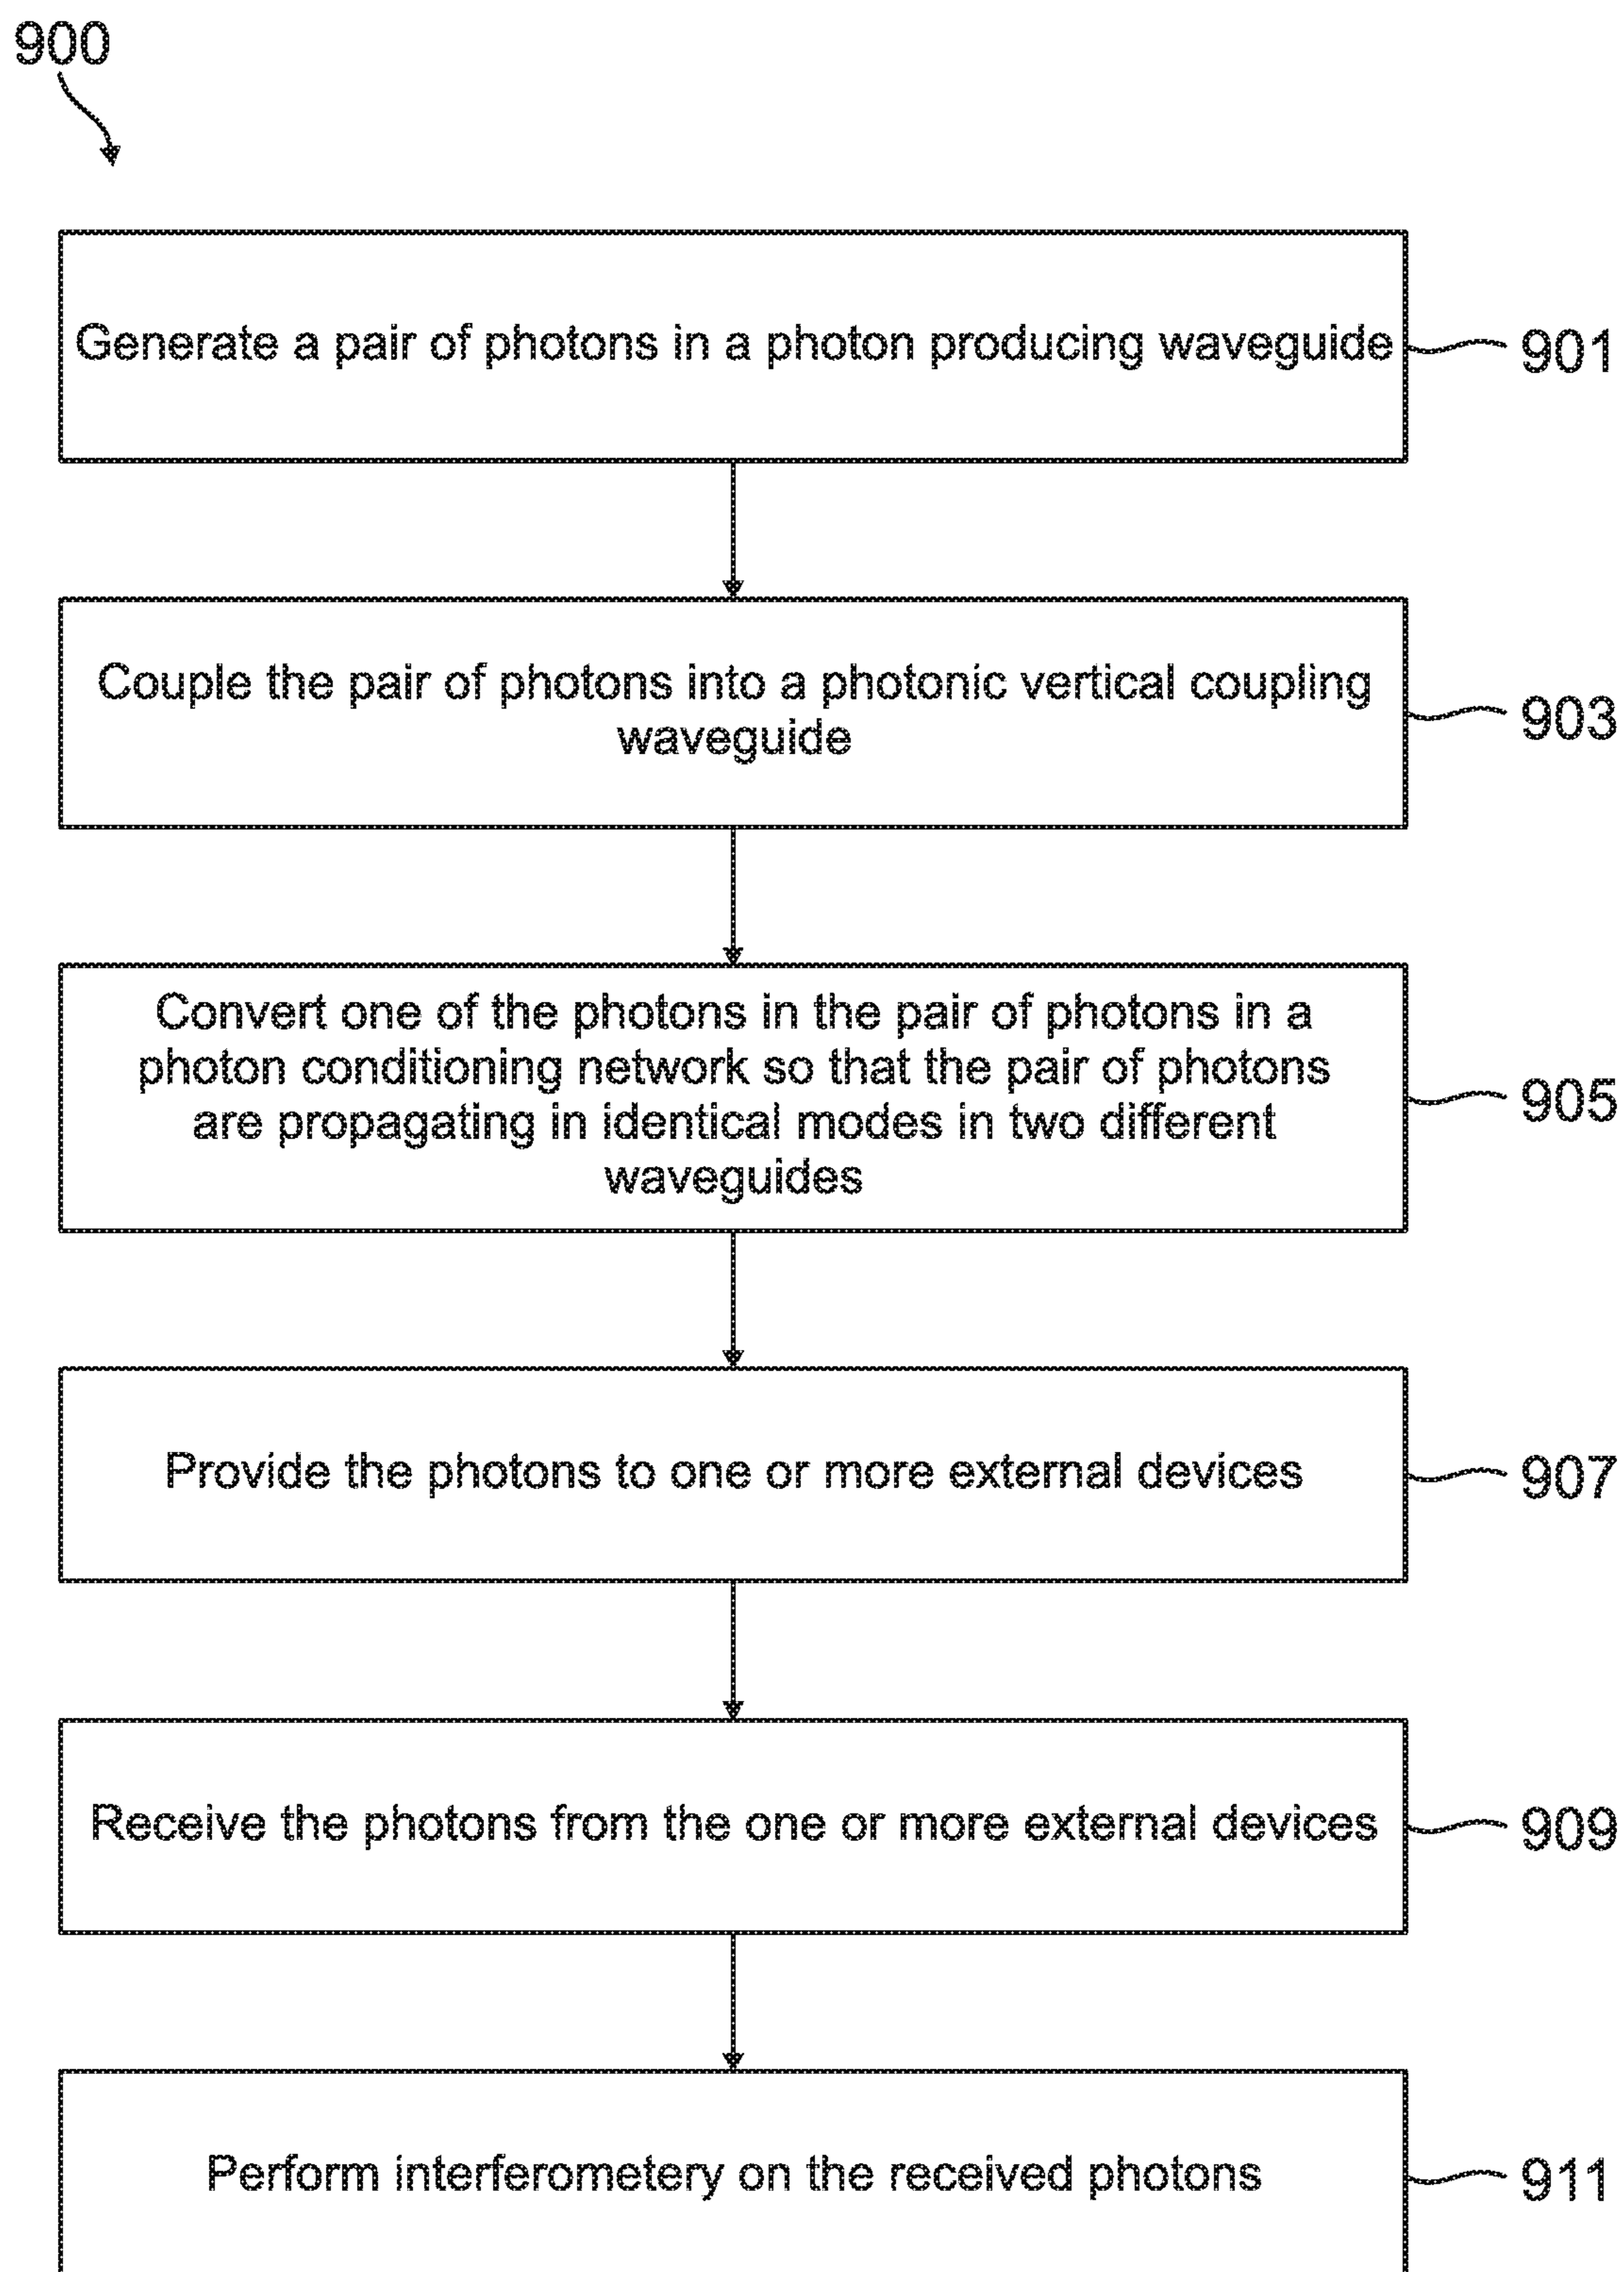 900
Generate a pair of photons in a photon producing waveguide
901
Couple the pair of photons into a photonic vertical coupling
waveguide
903
Convert one of the photons in the pair of photons in a
photon conditioning network so that the pair of photons
are propagating in identical modes in two different
waveguides
905
Provide the photons to one or more external devices
907
Receive the photons from the one or more external devices
909
Perform interferometery on the received photons
911